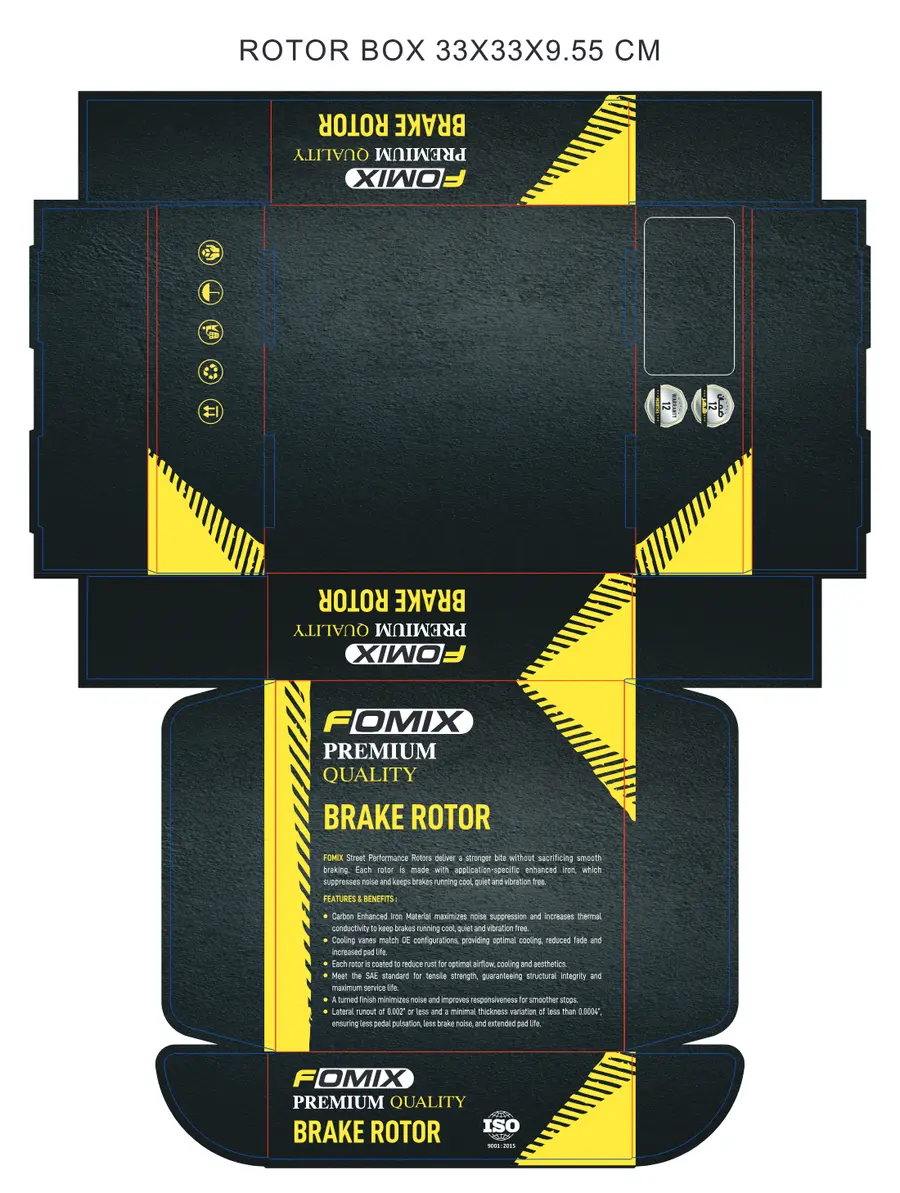 ROTOR BOX 33X33X9.55 CM
BRAKE ROTOR
PREMIUM QUALITY
FOMIX
12
WARRANTY
12
BRAKE ROTOR
PREMIUM QUALITY
FOMIX
FOMIX
PREMIUM
QUALITY
BRAKE ROTOR
FOMIX Street Performance Rotors deliver a stronger bite without sacrificing smooth
braking. Each rotor is made with application-specific enhanced iron, which
suppresses noise and keeps brakes running cool, quiet and vibration free.
FEATURES & BENEFITS :
Carbon Enhanced Iron Material maximizes noise suppression and increases thermal
conductivity to keep brakes running cool, quiet and vibration free.
Cooling vanes match OE configurations, providing optimal cooling, reduced fade and
increased pad life.
Each rotor is coated to reduce rust for optimal airflow, cooling and aesthetics.
Meet the SAE standard for tensile strength, guaranteeing structural integrity and
maximum service life.
A turned finish minimizes noise and improves responsiveness for smoother stops.
Lateral runout of 0.002" or less and a minimal thickness variation of less than 0.0004",
ensuring less pedal pulsation, less brake noise, and extended pad life.
FOMIX
PREMIUM QUALITY
BRAKE ROTOR
ISO
9001: 2015